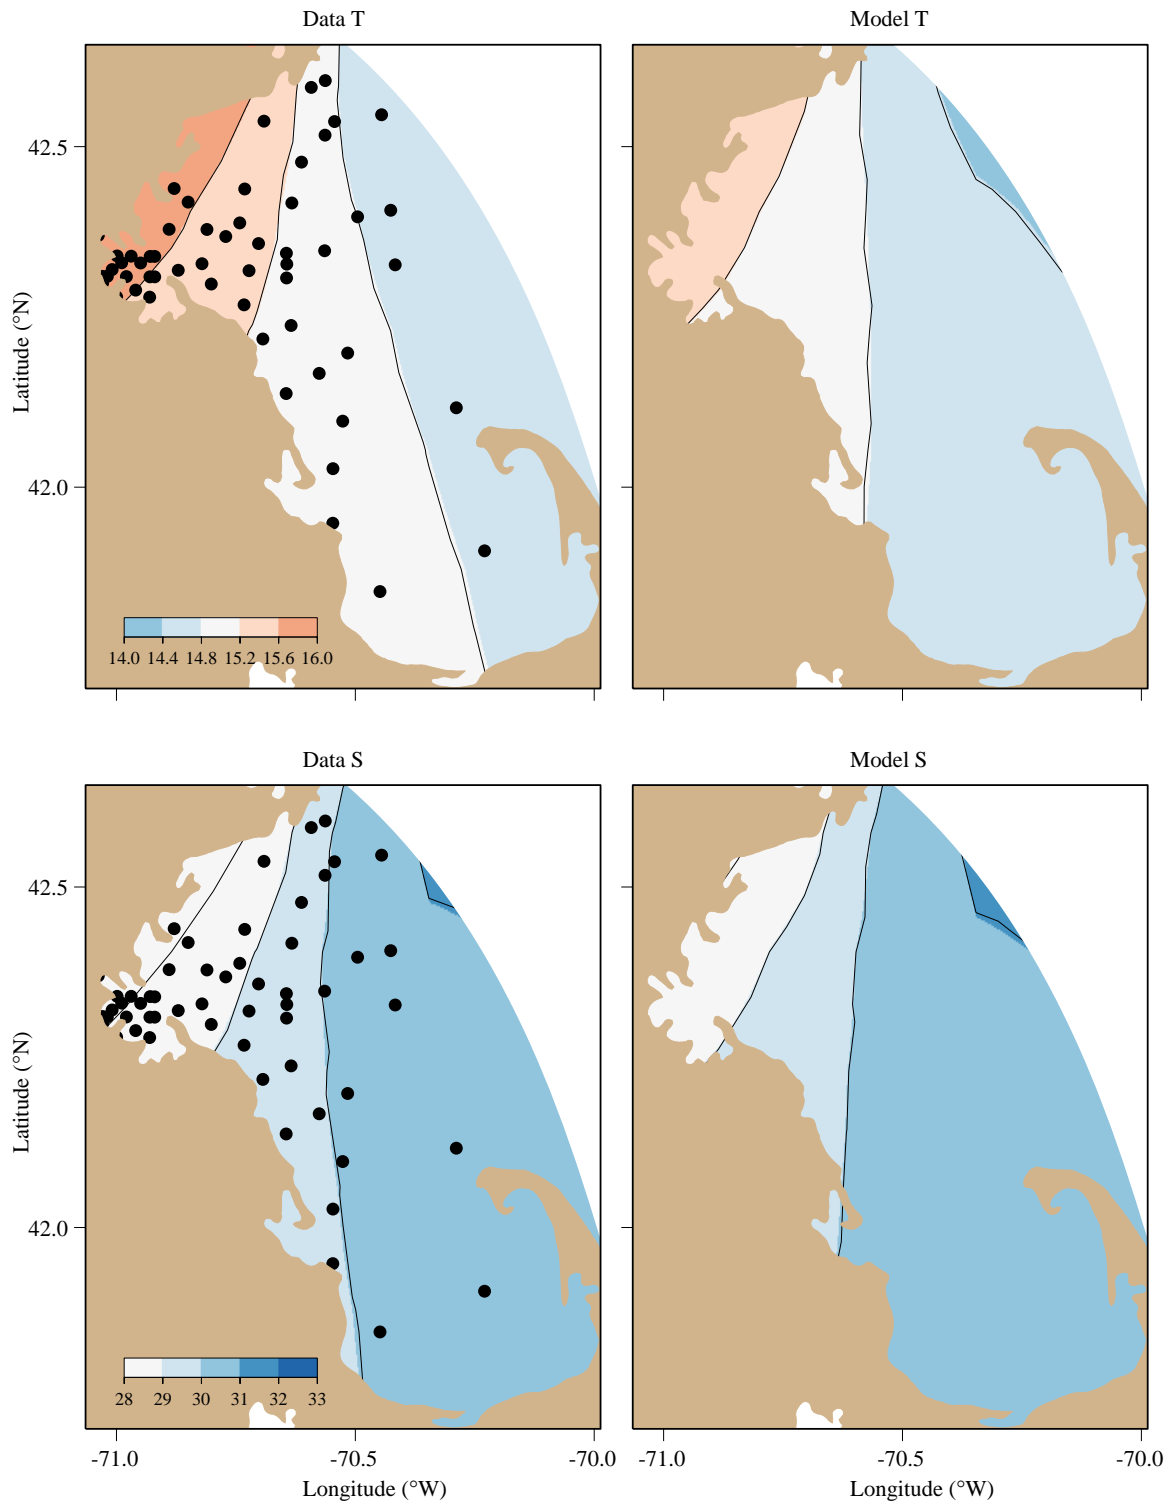 Data T
Model T
42.5
42.0
Latitude (°N)
14.0 14.4 14.8 15.2 15.6 16.0
Data S
Model S
42.5
42.0
Latitude (°N)
28 29 30 31 32 33
-71.0 -70.5 -70.0
-71.0 -70.5 -70.0
Longitude (°W)
Longitude (°W)